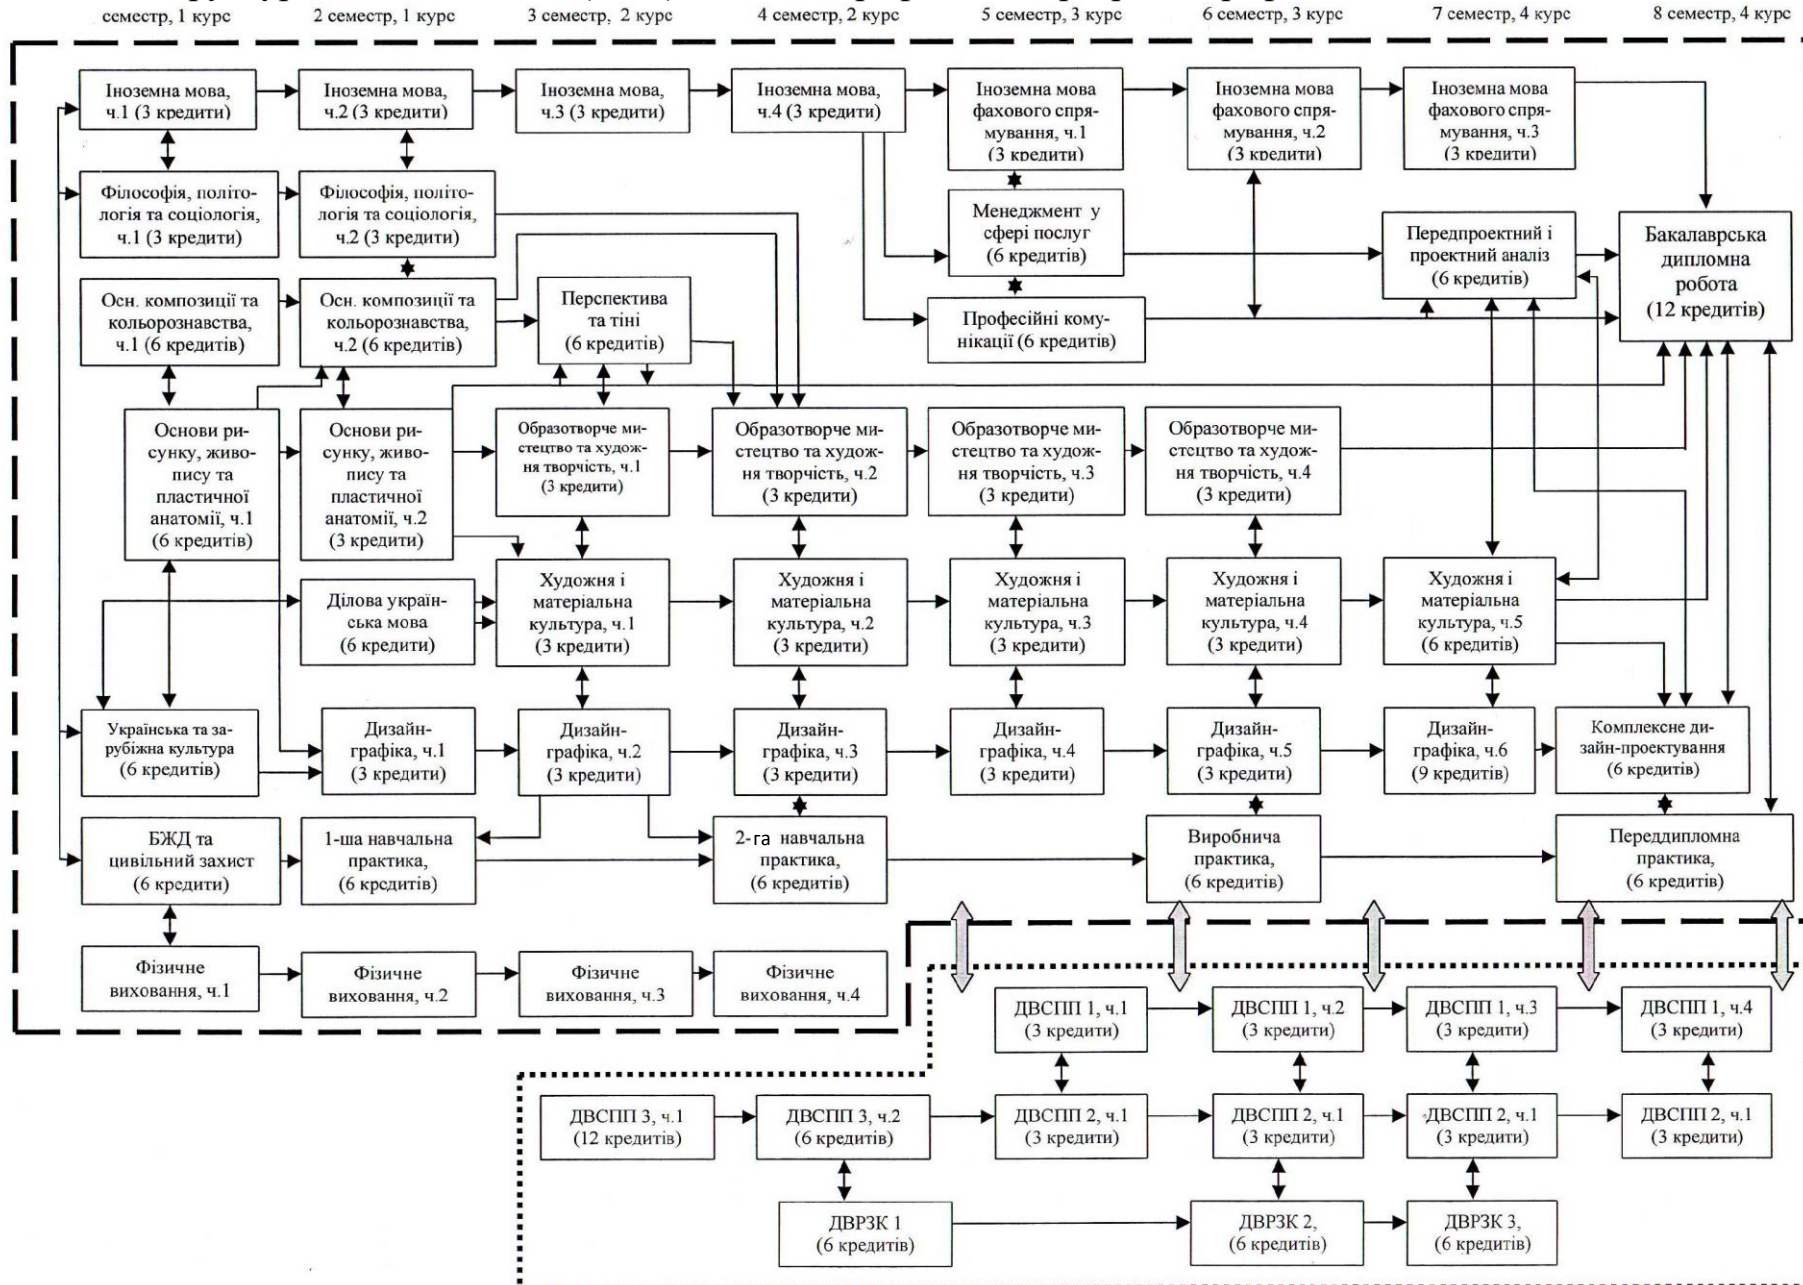 семестр, 1 курс
2 семестр, 1 курс
3 семестр, 2 курс
4 семестр, 2 курс
5 семестр, 3 курс
6 семестр, 3 курс
7 семестр, 4 курс
8 семестр, 4 курс
Іноземна мова,
ч.1 (3 кредити)
Іноземна мова,
ч.2 (3 кредити)
Іноземна мова,
ч.3 (3 кредити)
Іноземна мова,
ч.4 (3 кредити)
Іноземна мова
фахового спря-
мування, ч.1
(3 кредити)
Іноземна мова
фахового спря-
мування, ч.2
(3 кредити)
Іноземна мова
фахового спря-
мування, ч.3
(3 кредити)
Філософія, політо-
логія та соціологія,
ч.1 (3 кредити)
Філософія, політо-
логія та соціологія,
ч.2 (3 кредити)
Менеджмент у
сфері послуг
(6 кредитів)
Передпроектний і
проектний аналіз
(6 кредитів)
Бакалаврська
дипломна
робота
(12 кредитів)
Осн. композиції та
кольорознавства,
ч.1 (6 кредитів)
Осн. композиції та
кольорознавства,
ч.2 (6 кредитів)
Перспектива
та тіні
(6 кредитів)
Професійні кому-
нікації (6 кредитів)
Основи ри-
сунку, живо-
пису та
пластичної
анатомії, ч.1
(6 кредитів)
Основи ри-
сунку, живо-
пису та
пластичної
анатомії, ч.2
(3 кредити)
Образотворче ми-
стецтво та худож-
ня творчість, ч.1
(3 кредити)
Образотворче ми-
стецтво та худож-
ня творчість, ч.2
(3 кредити)
Образотворче ми-
стецтво та худож-
ня творчість, ч.3
(3 кредити)
Образотворче ми-
стецтво та худож-
ня творчість, ч.4
(3 кредити)
Ділова україн-
ська мова
(6 кредити)
Художня і
матеріальна
культура, ч.1
(3 кредити)
Художня і
матеріальна
культура, ч.2
(3 кредити)
Художня і
матеріальна
культура, ч.3
(3 кредити)
Художня і
матеріальна
культура, ч.4
(3 кредити)
Художня і
матеріальна
культура, ч.5
(6 кредитів)
Українська та за-
рубіжна культура
(6 кредитів)
Дизайн-
графіка, ч.1
(3 кредити)
Дизайн-
графіка, ч.2
(3 кредити)
Дизайн-
графіка, ч.3
(3 кредити)
Дизайн-
графіка, ч.4
(3 кредити)
Дизайн-
графіка, ч.5
(3 кредити)
Дизайн-
графіка, ч.6
(9 кредитів)
Комплексне ди-
зайн-проектування
(6 кредитів)
БЖД та
цивільний захист
(6 кредити)
1-ша навчальна
практика,
(6 кредитів)
2-га навчальна
практика,
(6 кредитів)
Виробнича
практика,
(6 кредитів)
Переддипломна
практика,
(6 кредитів)
Фізичне
виховання, ч.1
Фізичне
виховання, ч.2
Фізичне
виховання, ч.3
Фізичне
виховання, ч.4
ДВСПП 1, ч.1
(3 кредити)
ДВСПП 1, ч.2
(3 кредити)
ДВСПП 1, ч.3
(3 кредити)
ДВСПП 1, ч.4
(3 кредити)
ДВСПП 3, ч.1
(12 кредитів)
ДВСПП 3, ч.2
(6 кредитів)
ДВСПП 2, ч.1
(3 кредити)
ДВСПП 2, ч.1
(3 кредити)
ДВСПП 2, ч.1
(3 кредити)
ДВСПП 2, ч.1
(3 кредити)
ДВРЗК 1
(6 кредитів)
ДВРЗК 2,
(6 кредитів)
ДВРЗК 3,
(6 кредитів)